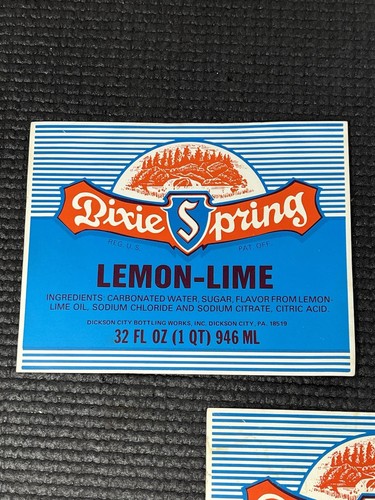 Dixie Spring
REG. U.S. PAT. OFF.
LEMON-LIME
INGREDIENTS: CARBONATED WATER, SUGAR, FLAVOR FROM LEMON-
LIME OIL, SODIUM CHLORIDE AND SODIUM CITRATE, CITRIC ACID.
DICKSON CITY BOTTLING WORKS, INC. DICKSON CITY, PA. 18519
32 FL OZ (1 QT) 946 ML
Dixie S